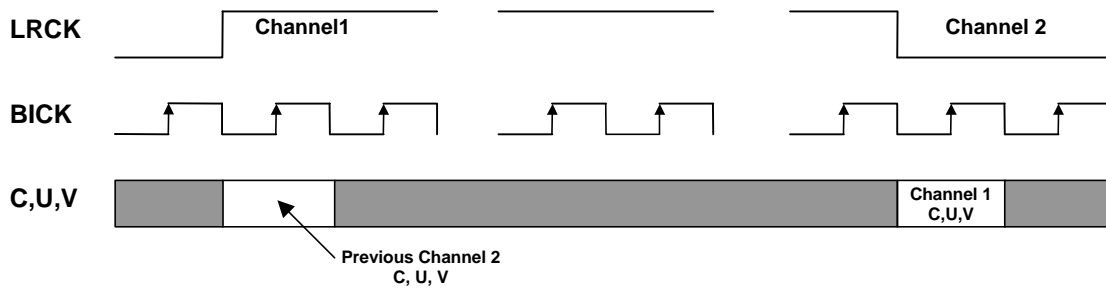 LRCK
Channel1
Channel 2
BICK
C,U,V
Channel 1
C,U,V
Previous Channel 2
C, U, V